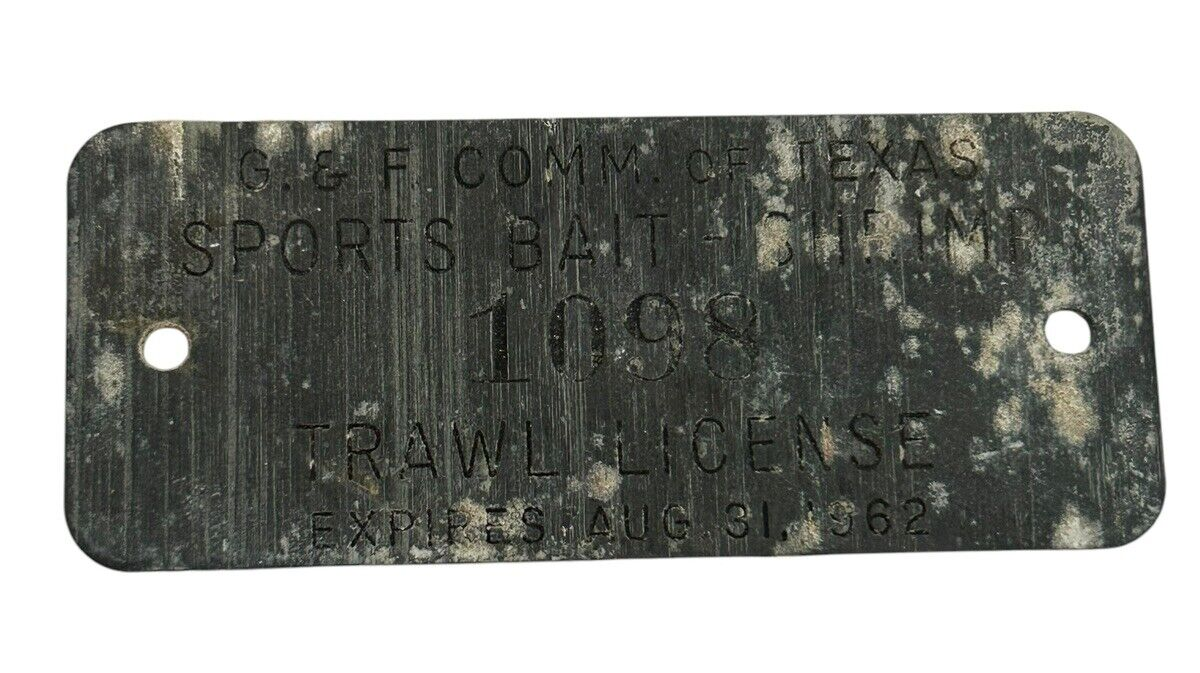 G. & F. COMM. OF TEXAS
SPORTS BAIT - SHRIMP
1098
TRAWL LICENSE
EXPIRES AUG. 31, 1962